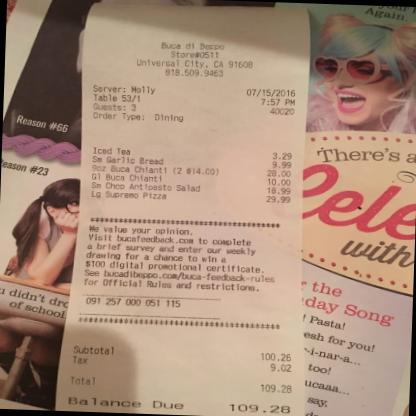 Again.
Buca di Beppo
Store#0511
Universal City, CA 91608
818.509.9463
Server: Molly 07/15/2016
Table 53/1 7:57 PM
Guests: 3 40020
Order Type: Dining
Reason #66
Iced Tea 3.29
Sm Garlic Bread 9.99
9oz Buca Chianti (2 @14.00) 28.00
Gl Buca Chianti 10.00
Sm Chop Antipasto Salad 18.99
Lg Supremo Pizza 29.99
There's a
Reason #23
Cele
with
We value your opinion.
Visit bucafeedback.com to complete
a brief survey and enter our weekly
drawing for a chance to win a
$100 digital promotional certificate.
See bucadibeppo.com/buca-feedback-rules
for Official Rules and restrictions.
091 257 000 051 115
u didn't dro
of school
r the
day Song
Pasta!
esh for you!
r-i-nar-a...
too!
ucaaa...
say,
Subtotal 100.26
Tax 9.02
Total 109.28
Balance Due 109.28